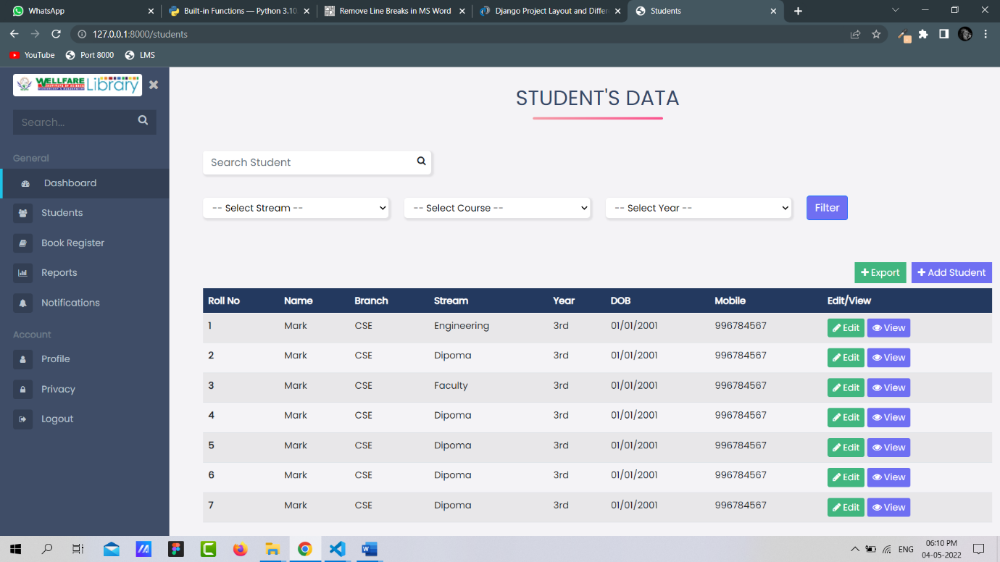 WhatsApp
Built-in Functions — Python 3.10.
Remove Line Breaks in MS Word
Django Project Layout and Differ
Students
127.0.0.1:8000/students
YouTube
Port 8000
LMS
WELLFARE Library
Search...
General
Dashboard
Students
Book Register
Reports
Notifications
Account
Profile
Privacy
Logout
STUDENT'S DATA
Search Student
-- Select Stream -- -- Select Course -- -- Select Year -- Filter
Export Add Student
Roll No Name Branch Stream Year DOB Mobile Edit/View
1 Mark CSE Engineering 3rd 01/01/2001 996784567 Edit View
2 Mark CSE Dipoma 3rd 01/01/2001 996784567 Edit View
3 Mark CSE Faculty 3rd 01/01/2001 996784567 Edit View
4 Mark CSE Dipoma 3rd 01/01/2001 996784567 Edit View
5 Mark CSE Dipoma 3rd 01/01/2001 996784567 Edit View
6 Mark CSE Dipoma 3rd 01/01/2001 996784567 Edit View
7 Mark CSE Dipoma 3rd 01/01/2001 996784567 Edit View
ENG
06:10 PM
04-05-2022